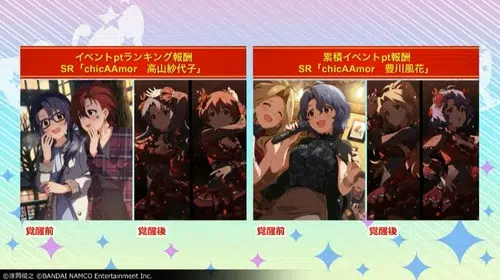 イベントptランキング報酬
SR「chicAAmor 高山紗代子」
累積イベントpt報酬
SR「chicAAmor 豊川風花」
覚醒前
覚醒後
覚醒前
覚醒後
©窪岡俊之 ©BANDAI NAMCO Entertainment Inc.